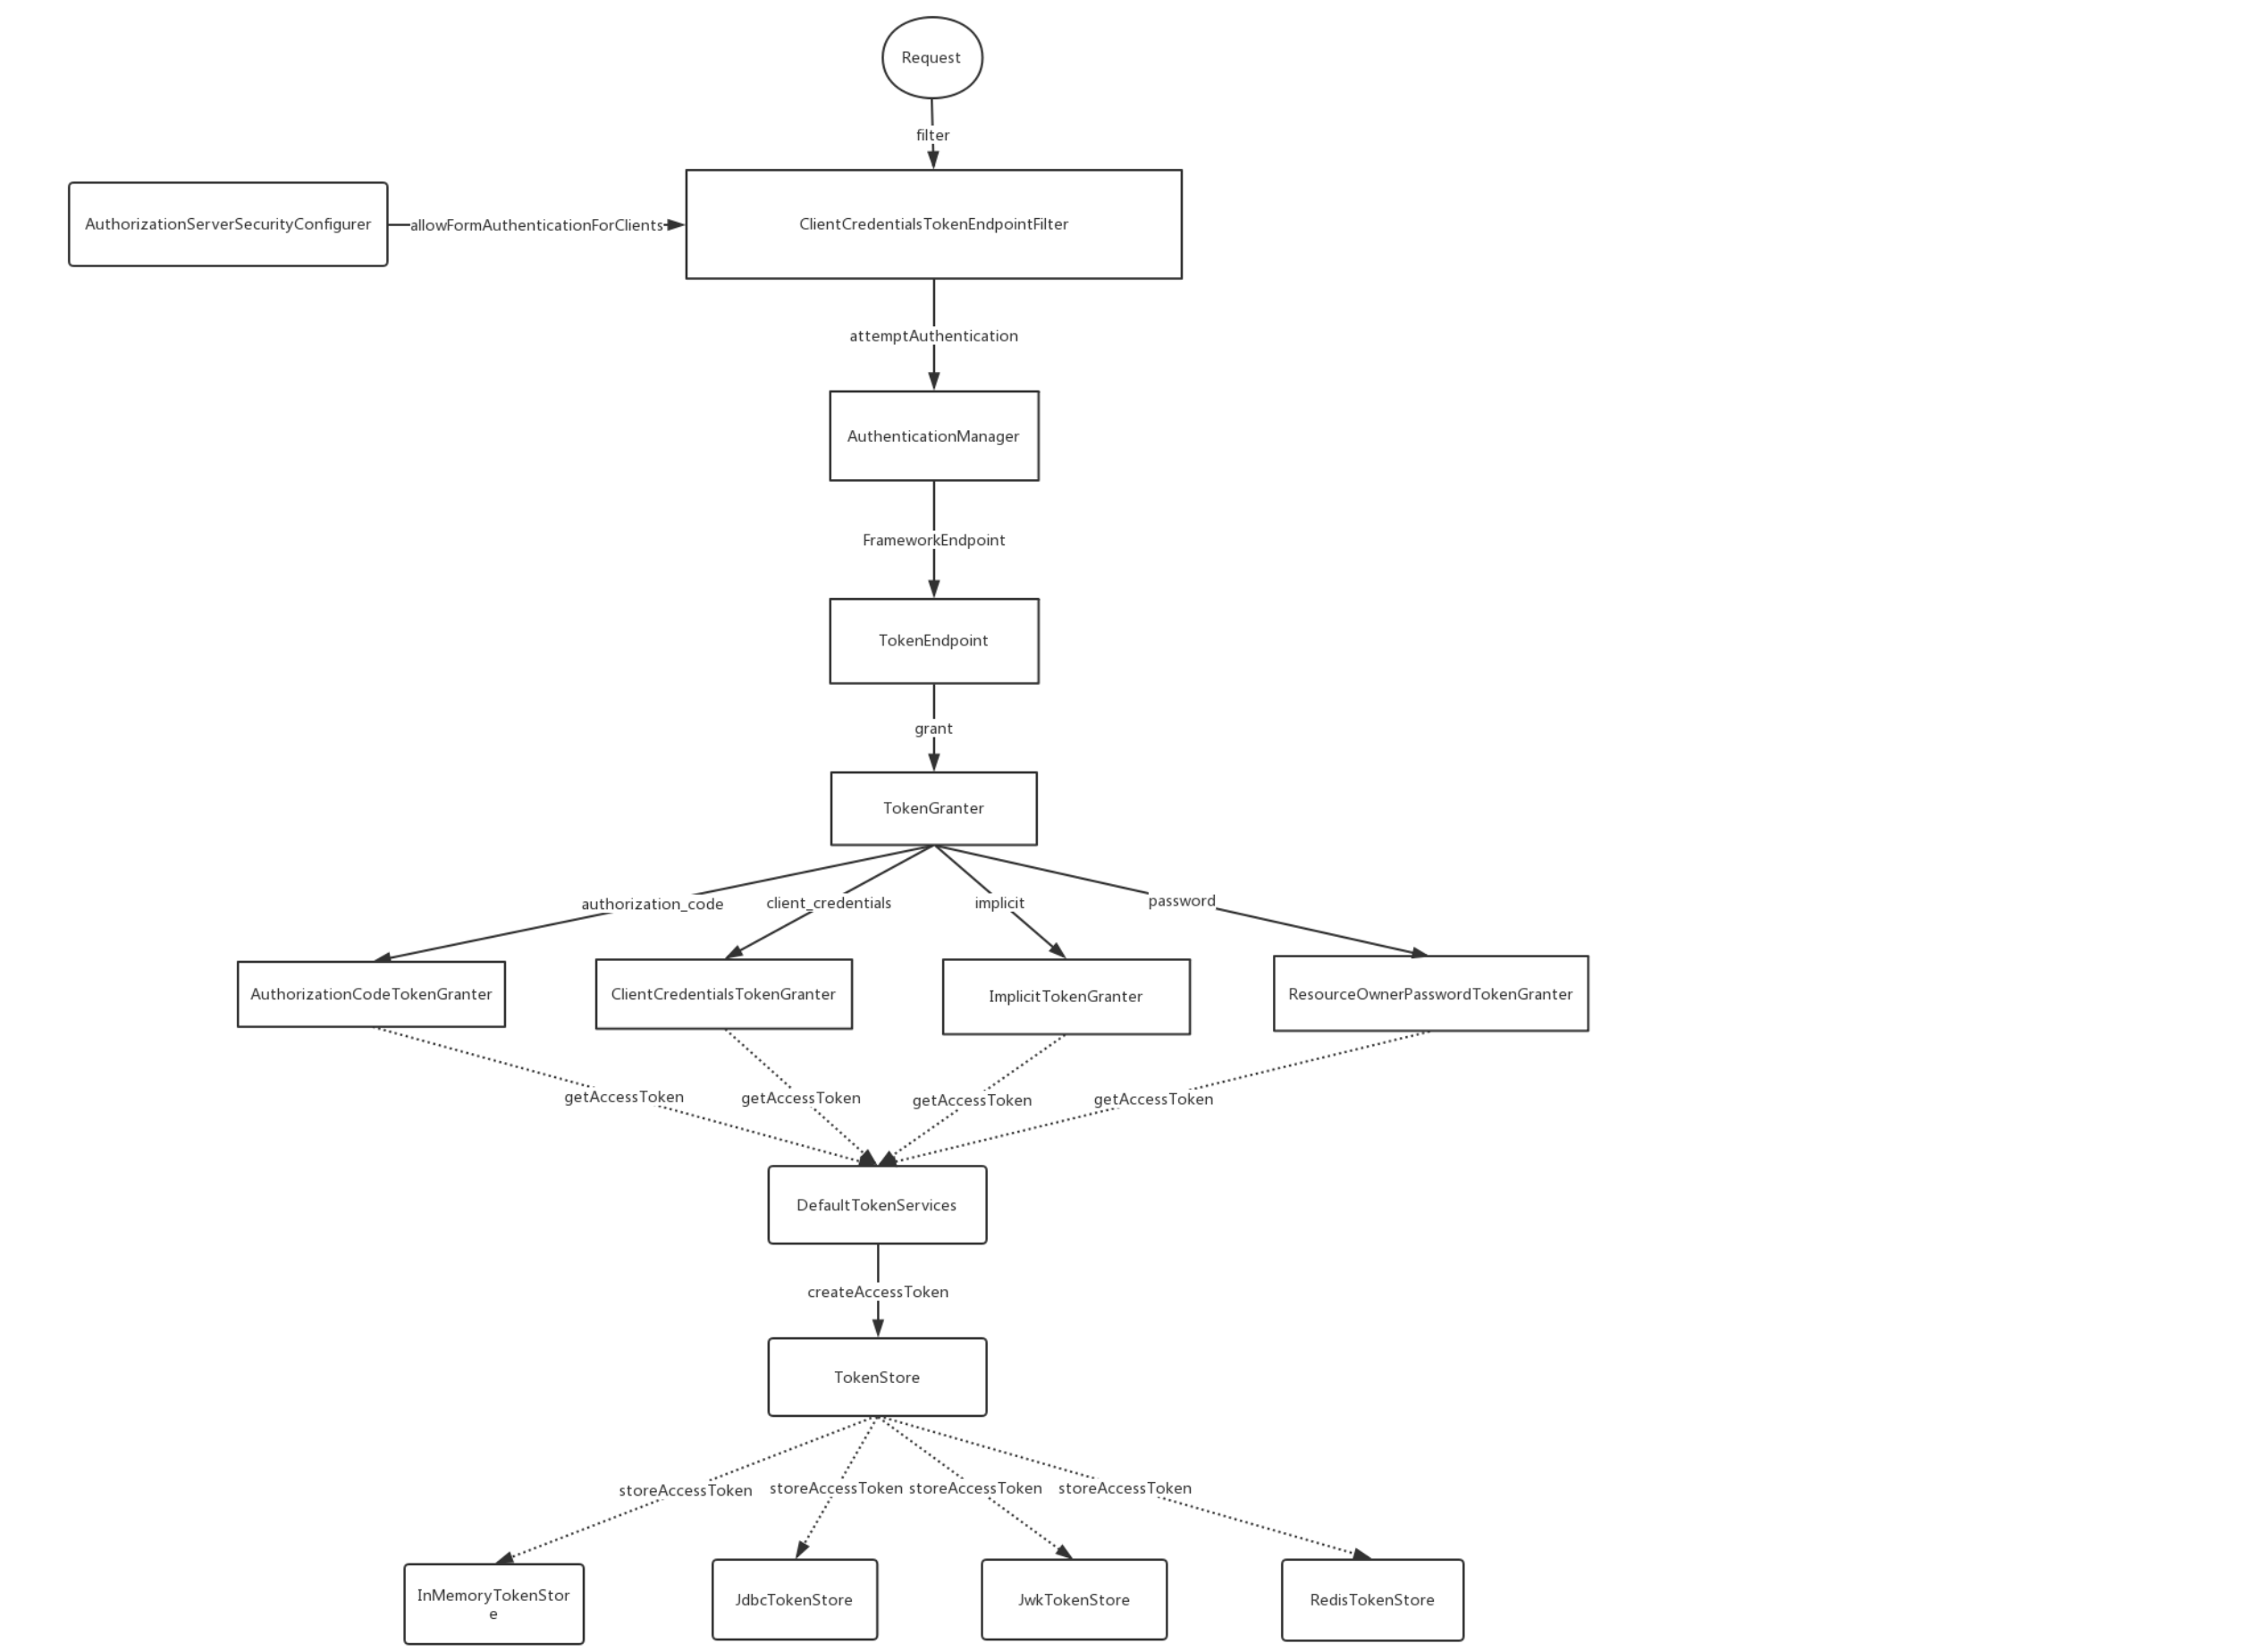 Request
filter
AuthorizationServerSecurityConfigurer
allowFormAuthenticationForClients
ClientCredentialsTokenEndpointFilter
attemptAuthentication
AuthenticationManager
FrameworkEndpoint
TokenEndpoint
grant
TokenGranter
authorization_code
client_credentials
implicit
password
AuthorizationCodeTokenGranter
ClientCredentialsTokenGranter
ImplicitTokenGranter
ResourceOwnerPasswordTokenGranter
getAccessToken
getAccessToken
getAccessToken
getAccessToken
DefaultTokenServices
createAccessToken
TokenStore
storeAccessToken
storeAccessToken
storeAccessToken
storeAccessToken
InMemoryTokenStor
e
JdbcTokenStore
JwkTokenStore
RedisTokenStore